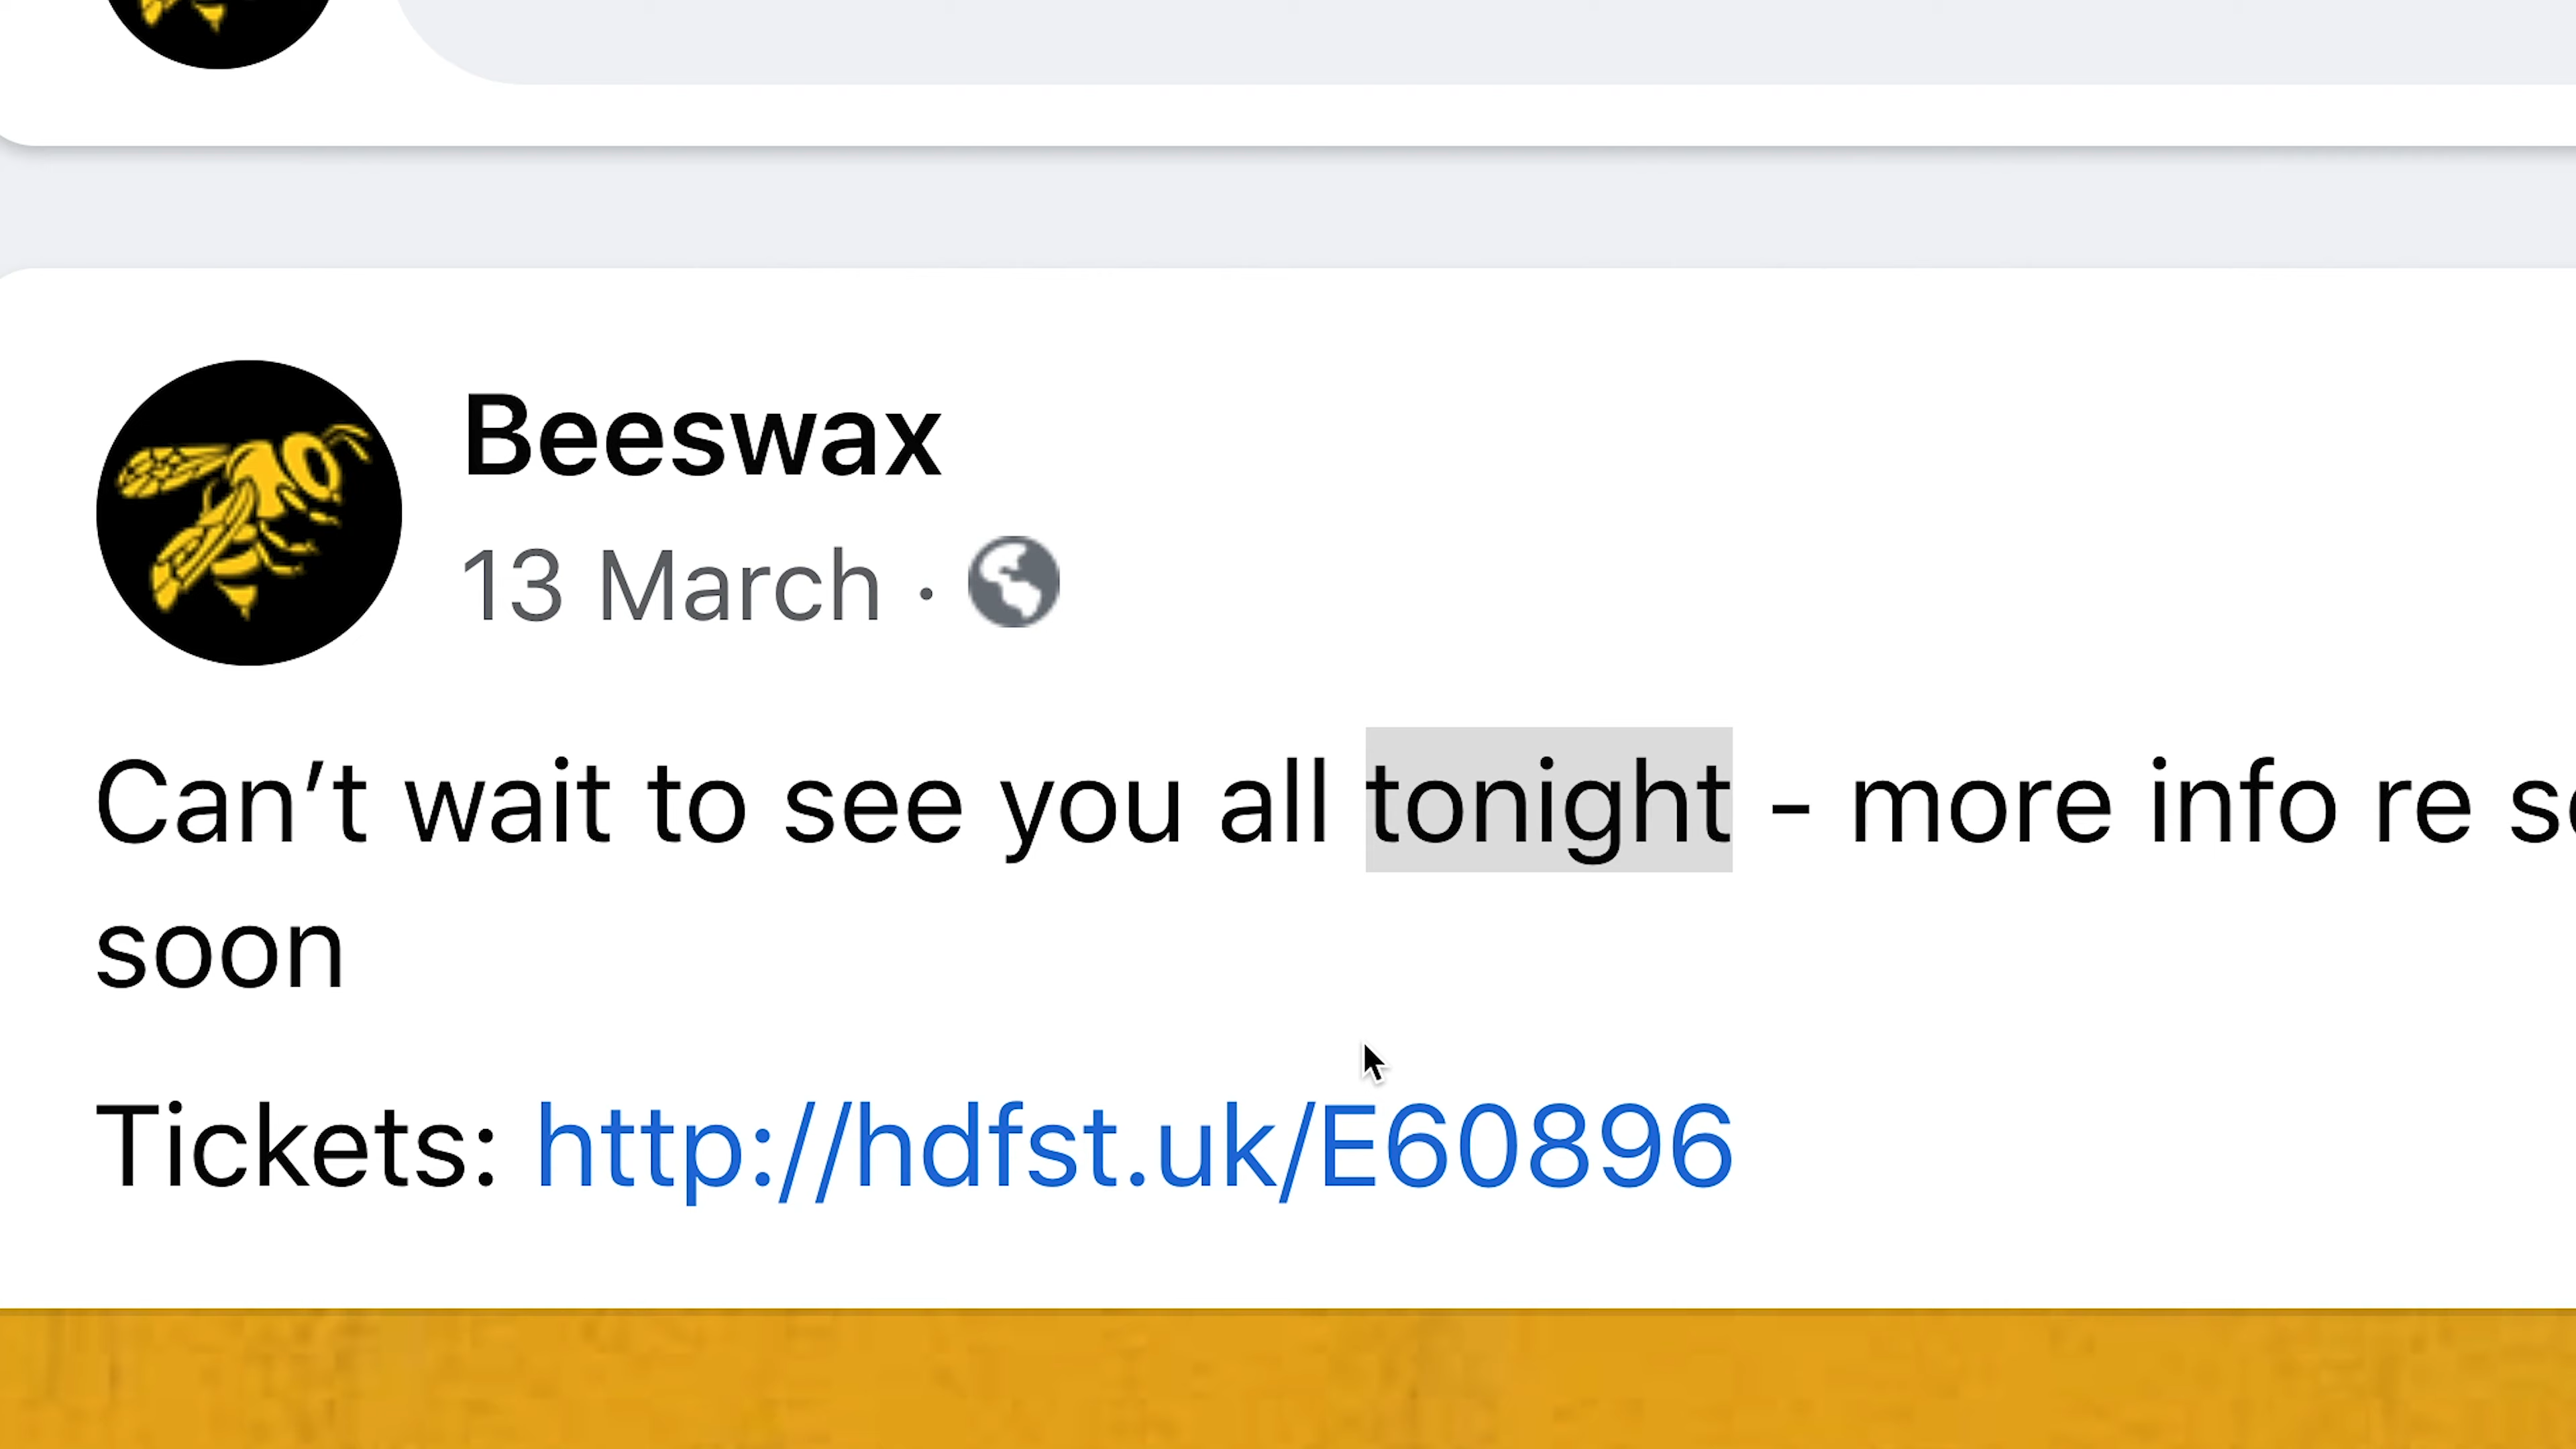 Beeswax
13 March ·
Can’t wait to see you all tonight - more info re
soon
Tickets: http://hdfst.uk/E60896